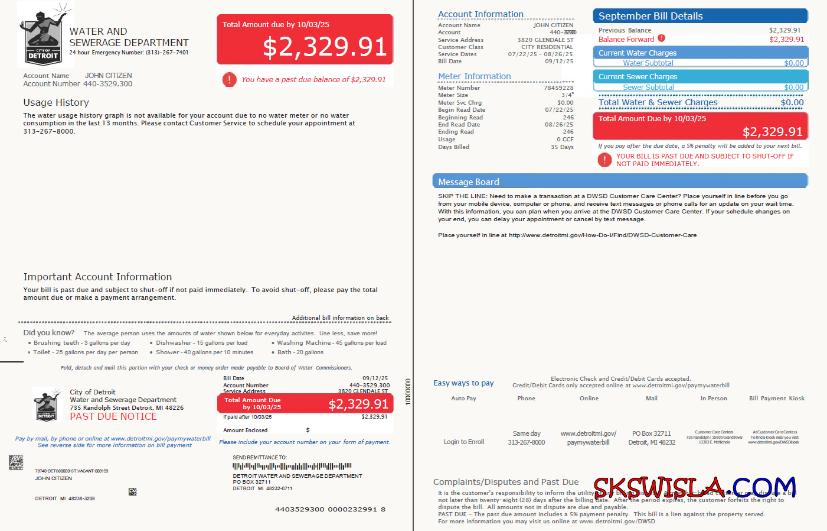 CITY OF
DETROIT
WATER AND
SEWERAGE DEPARTMENT
24 hour Emergency Number: (313)-267-7401
Total Amount due by 10/03/25
$2,329.91
! You have a past due balance of $2,329.91
Account Name JOHN CITIZEN
Account Number 440-3529.300
Usage History
The water usage history graph is not available for your account due to no water meter or no water
consumption in the last 13 months. Please contact Customer Service to schedule your appointment at
313-267-8000.
Important Account Information
Your bill is past due and subject to shut-off if not paid immediately. To avoid shut-off, please pay the total
amount due or make a payment arrangement.
Additional bill information on back
Did you know? The average person uses the amounts of water shown below for everyday activites. Use less, save more!
• Brushing teeth - 3 gallons per day • Dishwasher - 15 gallons per load • Washing Machine - 45 gallons per load
• Toilet - 25 gallons per day per person • Shower - 40 gallons per 10 minutes • Bath - 20 gallons
Fold, detach and mail this portion with your check or money order made payable to Board of Water Commissioners.
City of Detroit
Water and Sewerage Department
735 Randolph Street Detroit, MI 48226
PAST DUE NOTICE
Bill Date 09/12/25
Account Number 440-3529.300
Service Address 3820 GLENDALE ST
Total Amount Due
by 10/03/25 $2,329.91
If paid after 10/03/25 $2,329.91
Amount Enclosed $
Pay by mail, by phone or online at www.detroitmi.gov/paymywaterbill
See reverse side for more information on bill payment
Please include your account number on your form of payment.
JOHN CITIZEN
DETROIT MI 48238-3238
SEND REMITTANCE TO:
DETROIT WATER AND SEWERAGE DEPARTMENT
PO BOX 32711
DETROIT MI 48232-0711
4403529300 0000232991 8
Account Information
Account Name JOHN CITIZEN
Account
Service Address 3820 GLENDALE ST
Customer Class CITY RESIDENTIAL
Service Dates 07/22/25 - 08/26/25
Bill Date 09/12/25
Meter Information
Meter Number 78459228
Meter Size 3/4"
Meter Svc Chrg $0.00
Begin Read Date 07/22/25
Beginning Read 246
End Read Date 08/26/25
Ending Read 246
Usage 0 CCF
Days Billed 35 Days
September Bill Details
Previous Balance $2,329.91
Balance Forward ! $2,329.91
Current Water Charges
Water Subtotal $0.00
Current Sewer Charges
Sewer Subtotal $0.00
Total Water & Sewer Charges $0.00
Total Amount Due by 10/03/25
$2,329.91
If you pay after the due date, a 5% penalty will be added to your next bill.
! YOUR BILL IS PAST DUE AND SUBJECT TO SHUT-OFF IF
NOT PAID IMMEDIATELY.
Message Board
SKIP THE LINE: Need to make a transaction at a DWSD Customer Care Center? Place yourself in line before you go
from your mobile device, computer or phone, and receive text messages or phone calls for an update on your wait time.
With this information, you can plan when you arrive at the DWSD Customer Care Center. If your schedule changes on
your end, you can delay your appointment or cancel by text message.
Place yourself in line at http://www.detroitmi.gov/How-Do-I/Find/DWSD-Customer-Care
Easy ways to pay
Electronic Check and Credit/Debit Cards accepted.
Credit/Debit Cards only accepted online at www.detroitmi.gov/paymywaterbill
Auto Pay Phone Online Mail In Person Bill Payment Kiosk
Login to Enroll
Same day
313-267-8000
www.detroitmi.gov/
paymywaterbill
PO Box 32711
Detroit, MI 48232
Complaints/Disputes and Past Due
SKSWISLA.COM
It is the customer's responsibility to inform the
later than twenty-eight (28) days after the billing date. After the period expires, the customer forfeits the right to
dispute the bill. All amounts not in dispute are due and payable.
PAST DUE - The past due amount includes a 5% payment penalty. This bill is a lien against the property served.
For more information you may visit us online at www.detroitmi.gov/DWSD